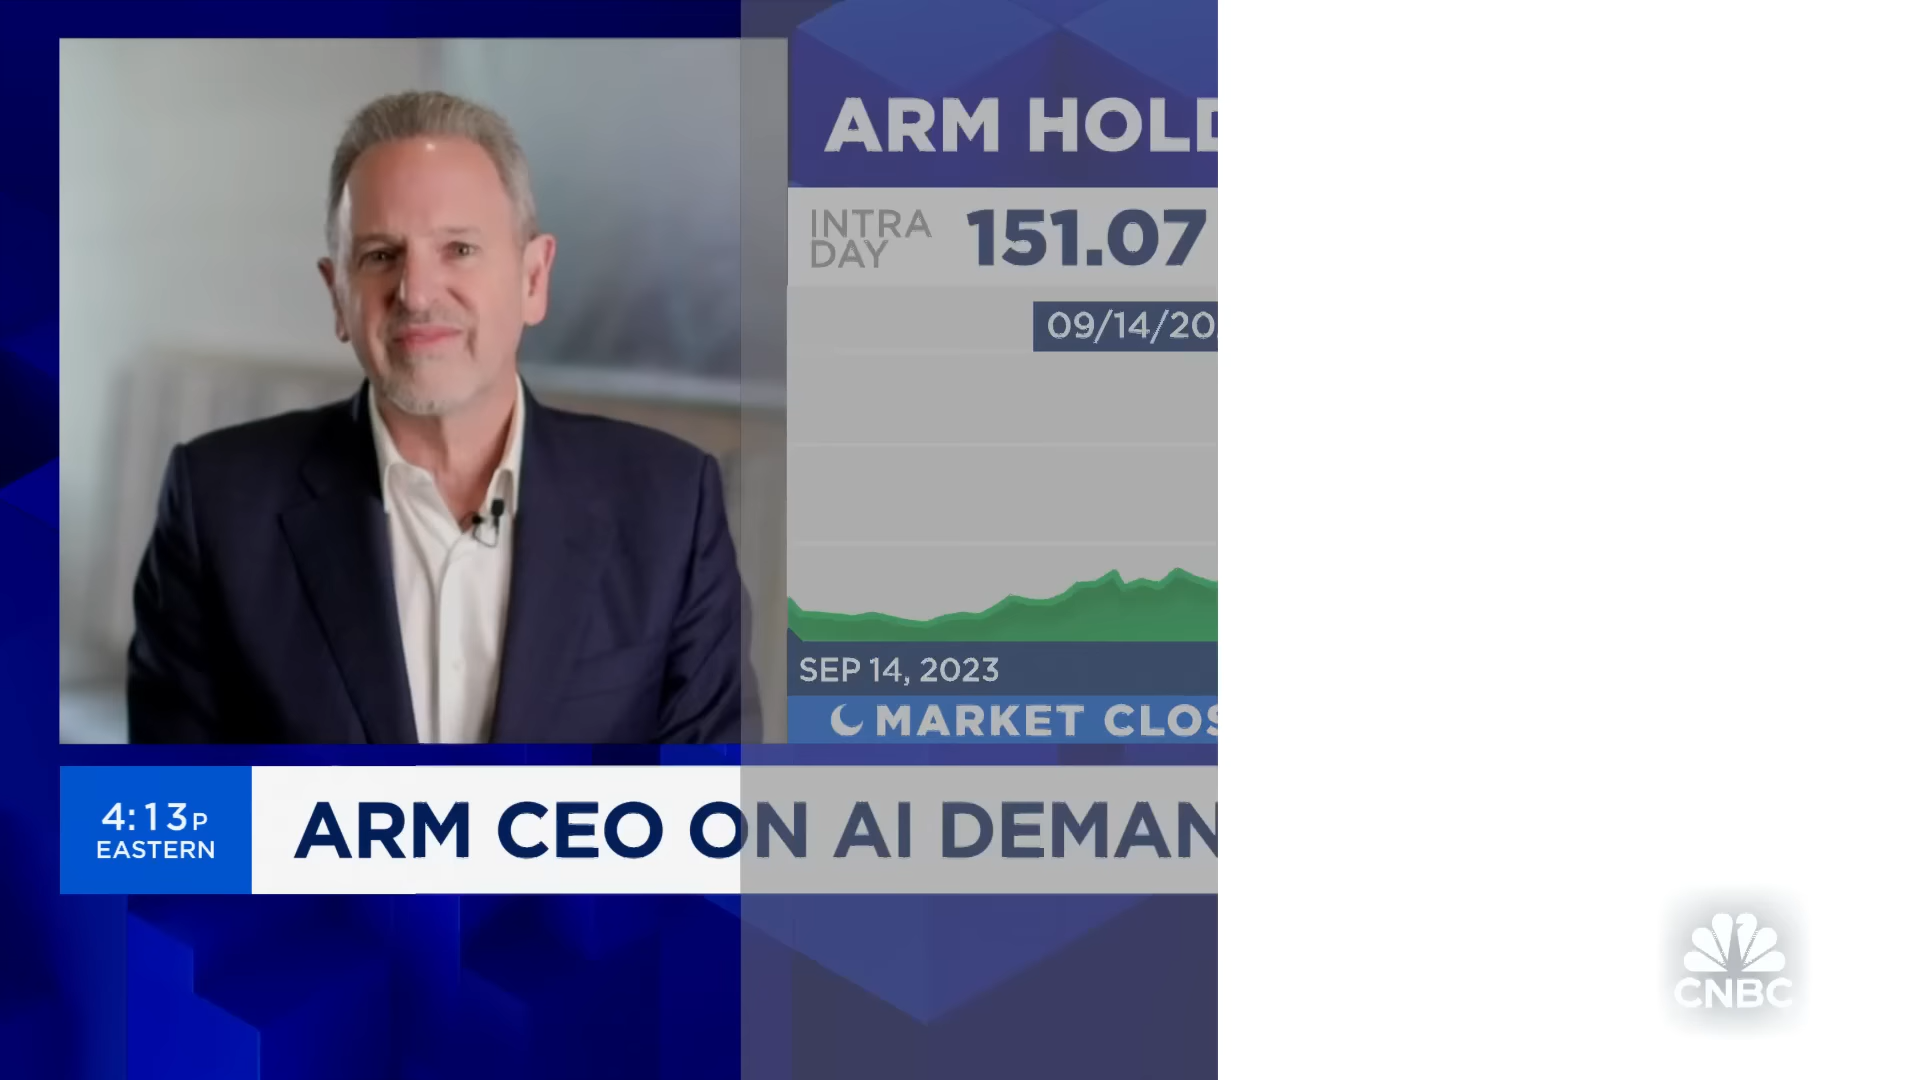 ARM HOLD
INTRA
DAY
151.07
09/14/20
SEP 14, 2023
MARKET CLOS
4:13P
EASTERN
ARM CEO ON AI DEMAN
CNBC